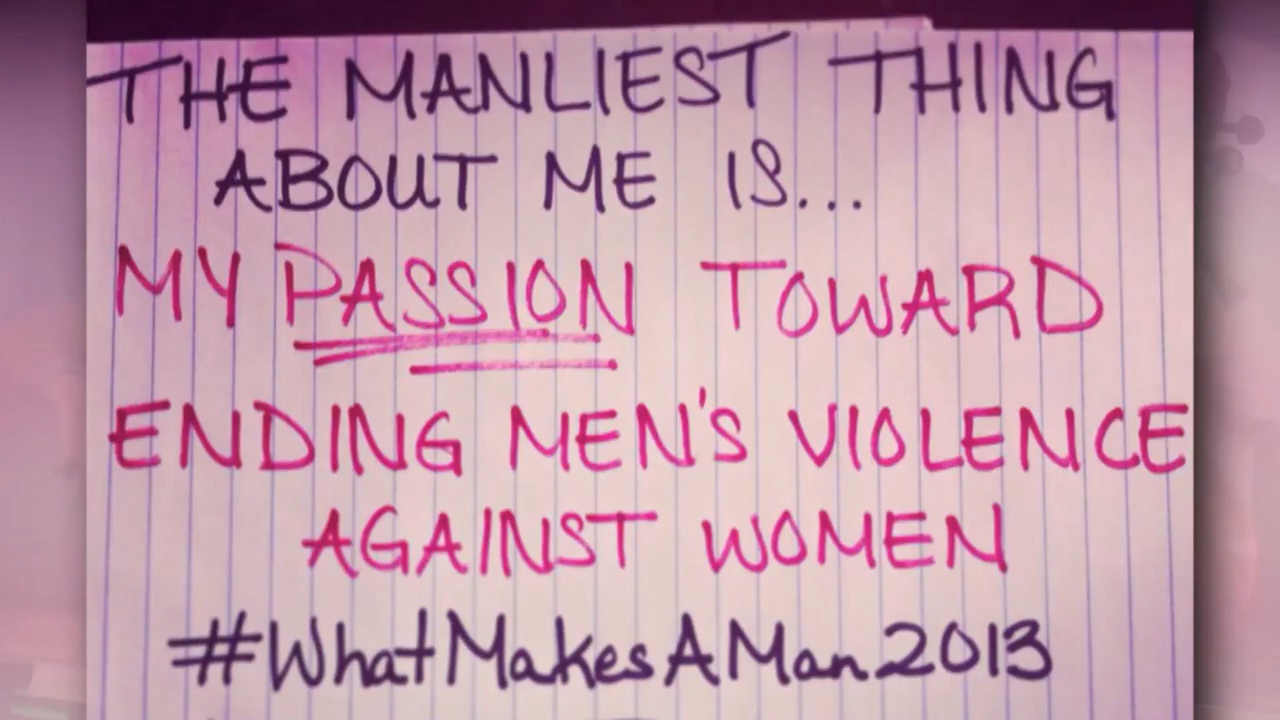 THE MANLIEST THING
ABOUT ME IS...
MY PASSION TOWARD
ENDING MEN'S VIOLENCE
AGAINST WOMEN
#WhatMakesAMan2013